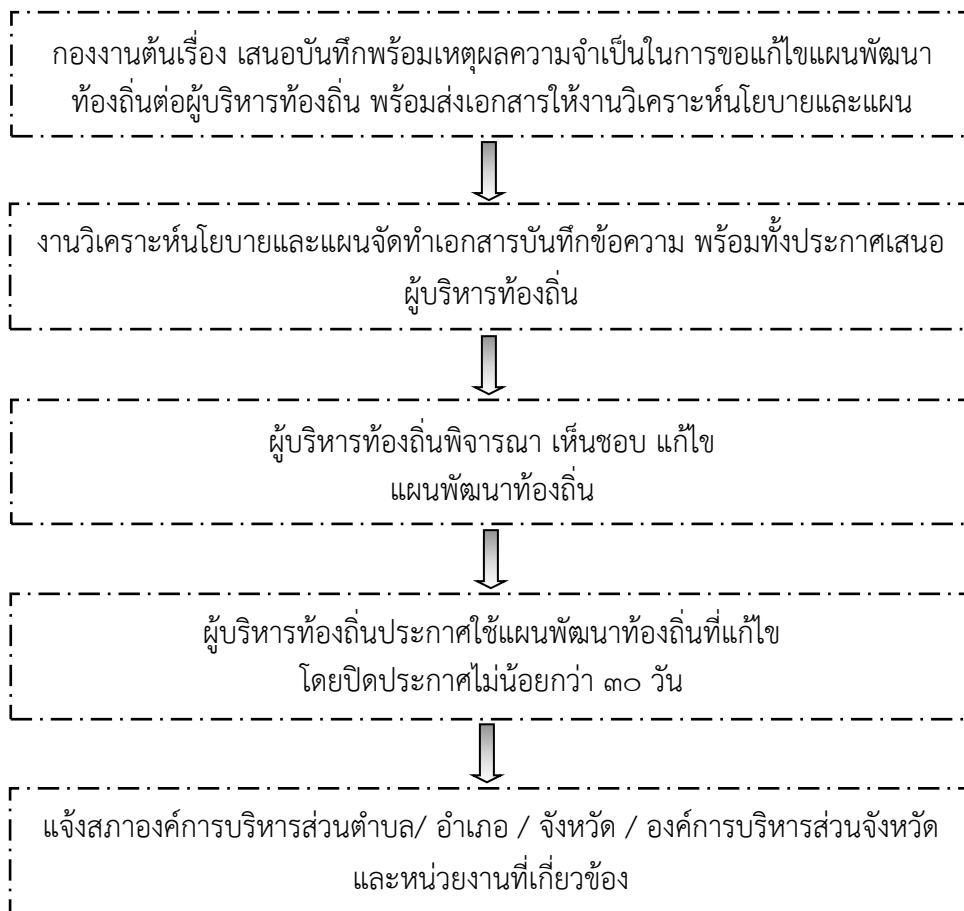 กองงานต้นเรื่อง เสนอบันทึกพร้อมเหตุผลความจำเป็นในการขอแก้ไขแผนพัฒนา
ท้องถิ่นต่อผู้บริหารท้องถิ่น พร้อมส่งเอกสารให้งานวิเคราะห์นโยบายและแผน
งานวิเคราะห์นโยบายและแผนจัดทำเอกสารบันทึกข้อความ พร้อมทั้งประกาศเสนอ
ผู้บริหารท้องถิ่น
ผู้บริหารท้องถิ่นพิจารณา เห็นชอบ แก้ไข
แผนพัฒนาท้องถิ่น
ผู้บริหารท้องถิ่นประกาศใช้แผนพัฒนาท้องถิ่นที่แก้ไข
โดยปิดประกาศไม่น้อยกว่า ๓๐ วัน
แจ้งสภาองค์การบริหารส่วนตำบล/ อำเภอ / จังหวัด / องค์การบริหารส่วนจังหวัด
และหน่วยงานที่เกี่ยวข้อง